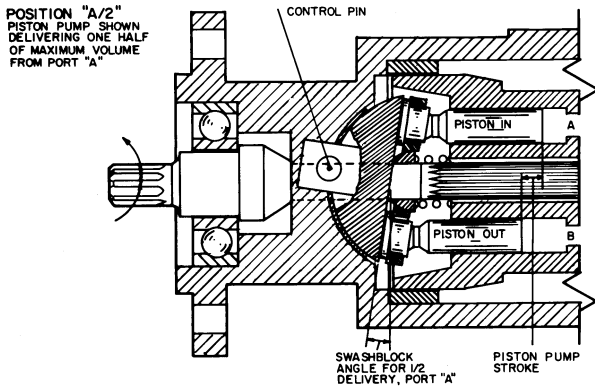 POSITION "A/2"
PISTON PUMP SHOWN
DELIVERING ONE HALF
OF MAXIMUM VOLUME
FROM PORT "A"
CONTROL PIN
PISTON IN
A
PISTON OUT
B
SWASHBLOCK
ANGLE FOR 1/2
DELIVERY, PORT "A"
PISTON PUMP
STROKE